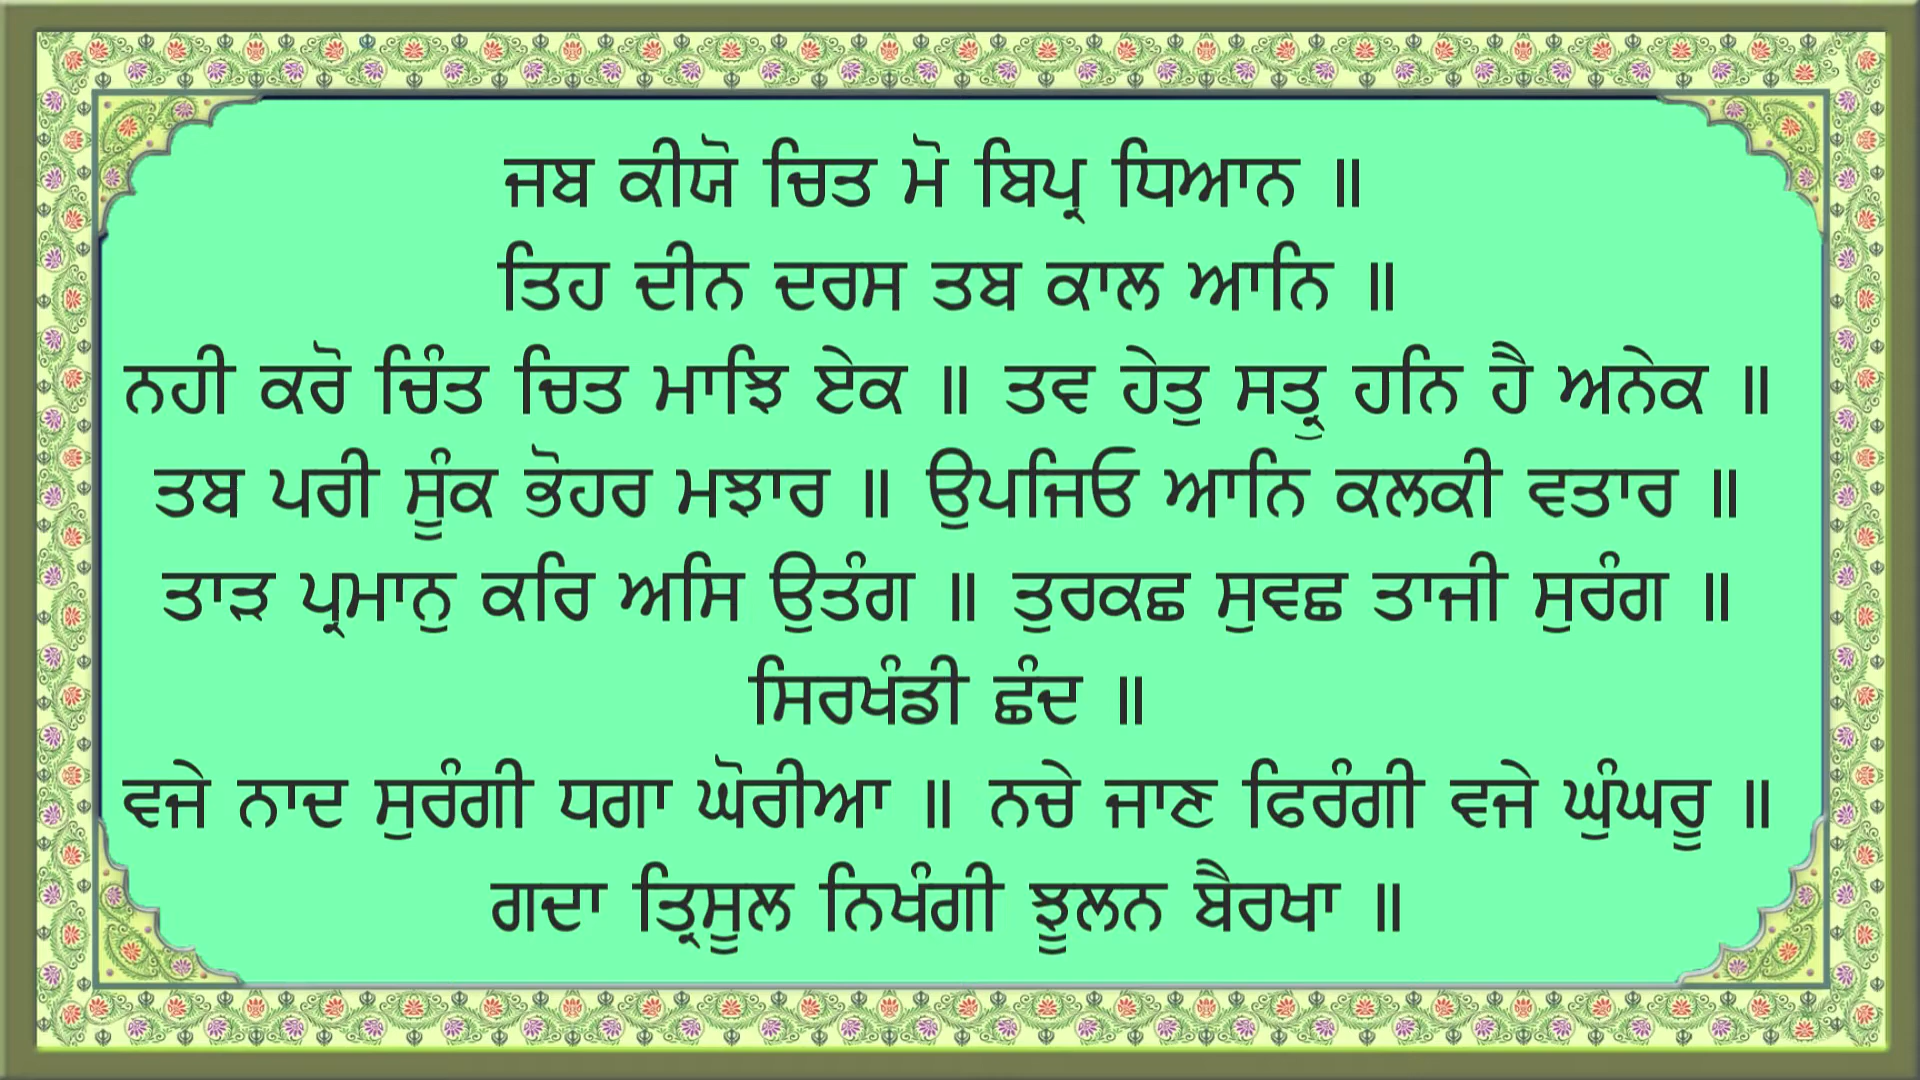 ਜਬ ਕੀਯੋ ਚਿਤ ਮੋ ਬਿਪ੍ਰ ਧਿਆਨ ॥
ਤਿਹ ਦੀਨ ਦਰਸ ਤਬ ਕਾਲ ਆਨਿ ॥
ਨਹੀ ਕਰੋ ਚਿੰਤ ਚਿਤ ਮਾਝਿ ਏਕ ॥ ਤਵ ਹੇਤੁ ਸਤ੍ਰੁ ਹਨਿ ਹੈ ਅਨੇਕ ॥
ਤਬ ਪਰੀ ਸੂੰਕ ਭੋਹਰ ਮਝਾਰ ॥ ਉਪਜਿਓ ਆਨਿ ਕਲਕੀ ਵਤਾਰ ॥
ਤਾੜ ਪ੍ਰਮਾਨੁ ਕਰਿ ਅਸਿ ਉਤੰਗ ॥ ਤੁਰਕਛ ਸੁਵਛ ਤਾਜੀ ਸੁਰੰਗ ॥
ਸਿਰਖੰਡੀ ਛੰਦ ॥
ਵਜੇ ਨਾਦ ਸੁਰੰਗੀ ਧਗਾ ਘੋਰੀਆ ॥ ਨਚੇ ਜਾਣ ਫਿਰੰਗੀ ਵਜੇ ਘੁੰਘਰੂ ॥
ਗਦਾ ਤ੍ਰਿਸੂਲ ਨਿਖੰਗੀ ਝੂਲਨ ਬੈਰਖਾ ॥